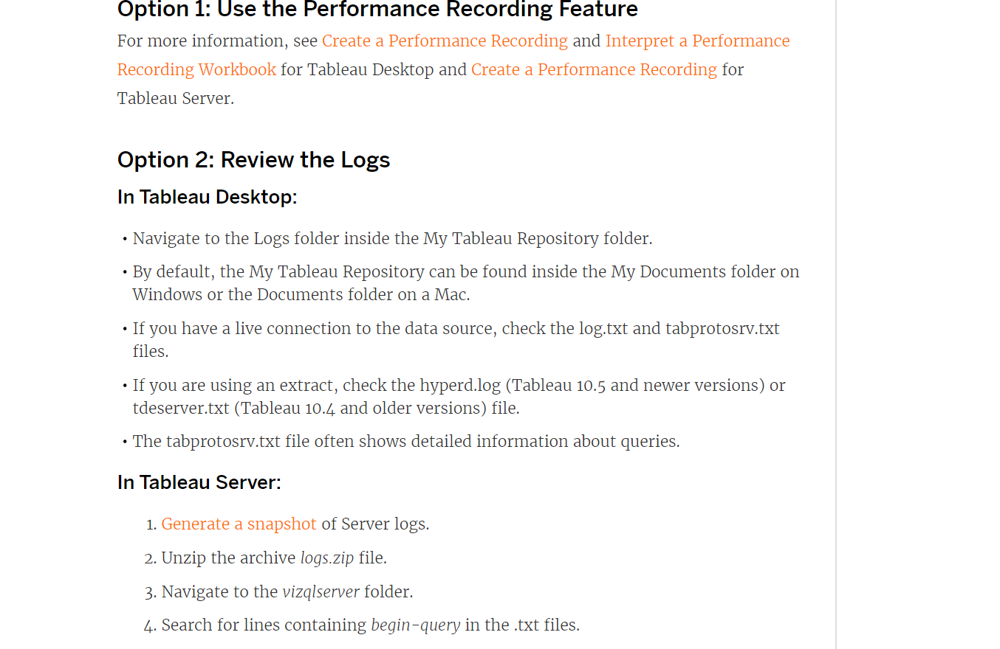 Option 1: Use the Performance Recording Feature
For more information, see Create a Performance Recording and Interpret a Performance
Recording Workbook for Tableau Desktop and Create a Performance Recording for
Tableau Server.
Option 2: Review the Logs
In Tableau Desktop:
• Navigate to the Logs folder inside the My Tableau Repository folder.
• By default, the My Tableau Repository can be found inside the My Documents folder on
Windows or the Documents folder on a Mac.
• If you have a live connection to the data source, check the log.txt and tabprotosrv.txt
files.
• If you are using an extract, check the hyperd.log (Tableau 10.5 and newer versions) or
tdeserver.txt (Tableau 10.4 and older versions) file.
• The tabprotosrv.txt file often shows detailed information about queries.
In Tableau Server:
1. Generate a snapshot of Server logs.
2. Unzip the archive logs.zip file.
3. Navigate to the vizqlserver folder.
4. Search for lines containing begin-query in the .txt files.